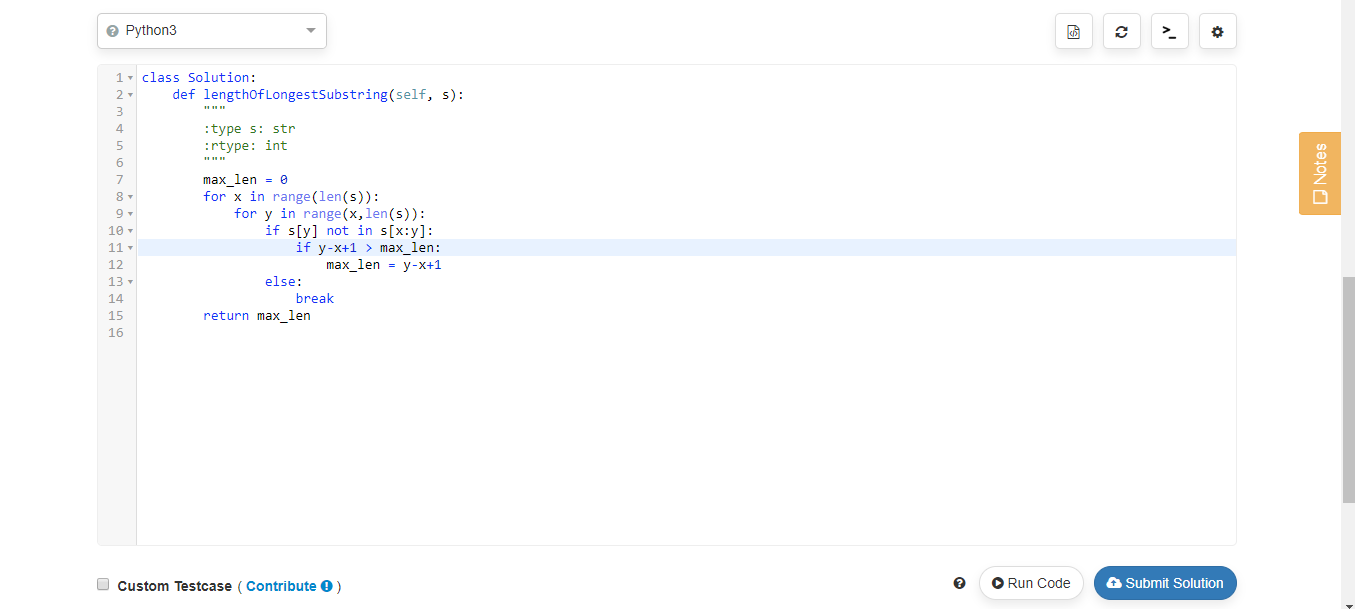 Python3
1 class Solution:
2     def lengthOfLongestSubstring(self, s):
3         """
4         :type s: str
5         :rtype: int
6         """
7         max_len = 0
8         for x in range(len(s)):
9             for y in range(x,len(s)):
10                 if s[y] not in s[x:y]:
11                     if y-x+1 > max_len:
12                         max_len = y-x+1
13                 else:
14                     break
15         return max_len
16
Notes
Custom Testcase ( Contribute )
Run Code
Submit Solution